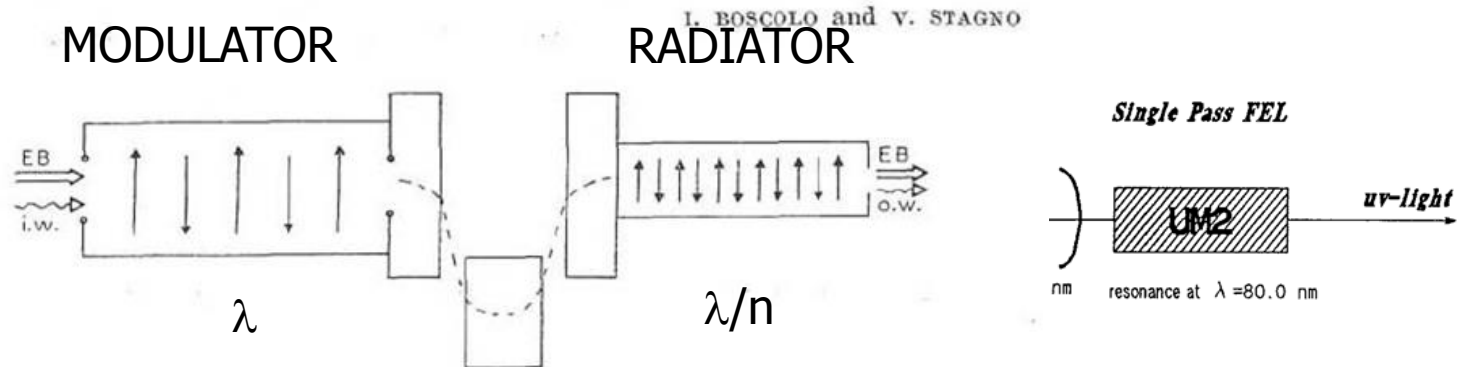 I. BOSCOLO and V. STAGNO
MODULATOR
RADIATOR
EB
i.w.
EB
o.w.
λ
λ/n
Single Pass FEL
UM2
uv-light
nm resonance at λ =80.0 nm